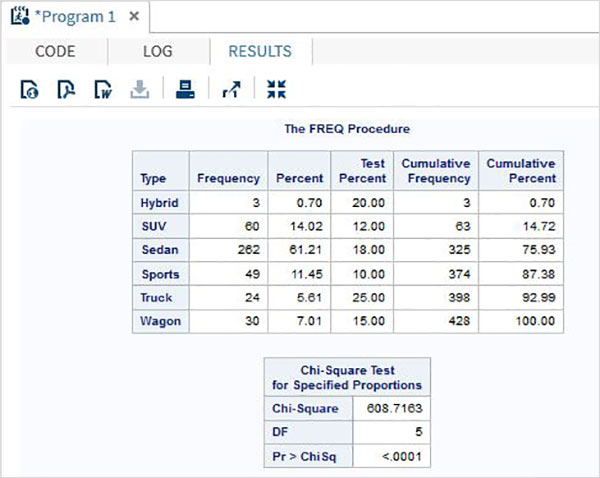 *Program 1 ×
CODE LOG RESULTS
The FREQ Procedure
Type Frequency Percent Test Percent Cumulative Frequency Cumulative Percent
Hybrid 3 0.70 20.00 3 0.70
SUV 60 14.02 12.00 63 14.72
Sedan 262 61.21 18.00 325 75.93
Sports 49 11.45 10.00 374 87.38
Truck 24 5.61 25.00 398 92.99
Wagon 30 7.01 15.00 428 100.00
Chi-Square Test
for Specified Proportions
Chi-Square 608.7163
DF 5
Pr > ChiSq <.0001